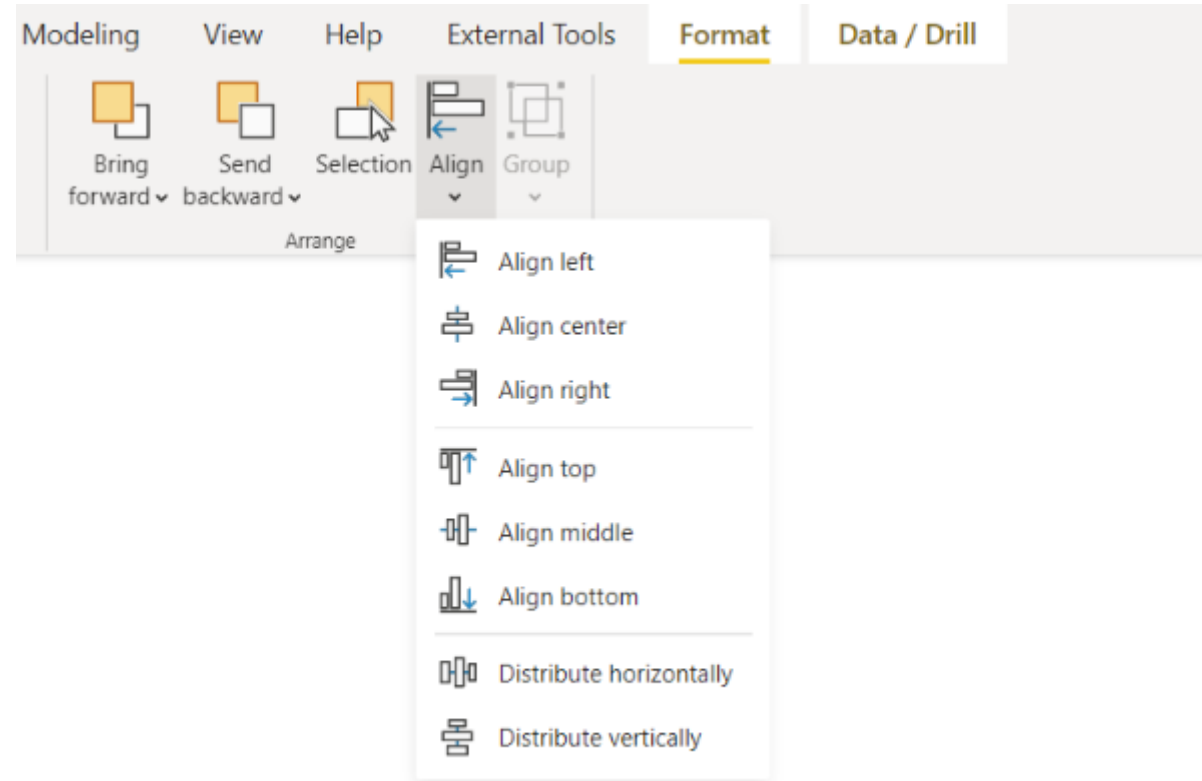 Modeling View Help External Tools Format Data / Drill
Bring forward Send backward Selection Align Group
Arrange
Align left
Align center
Align right
Align top
Align middle
Align bottom
Distribute horizontally
Distribute vertically